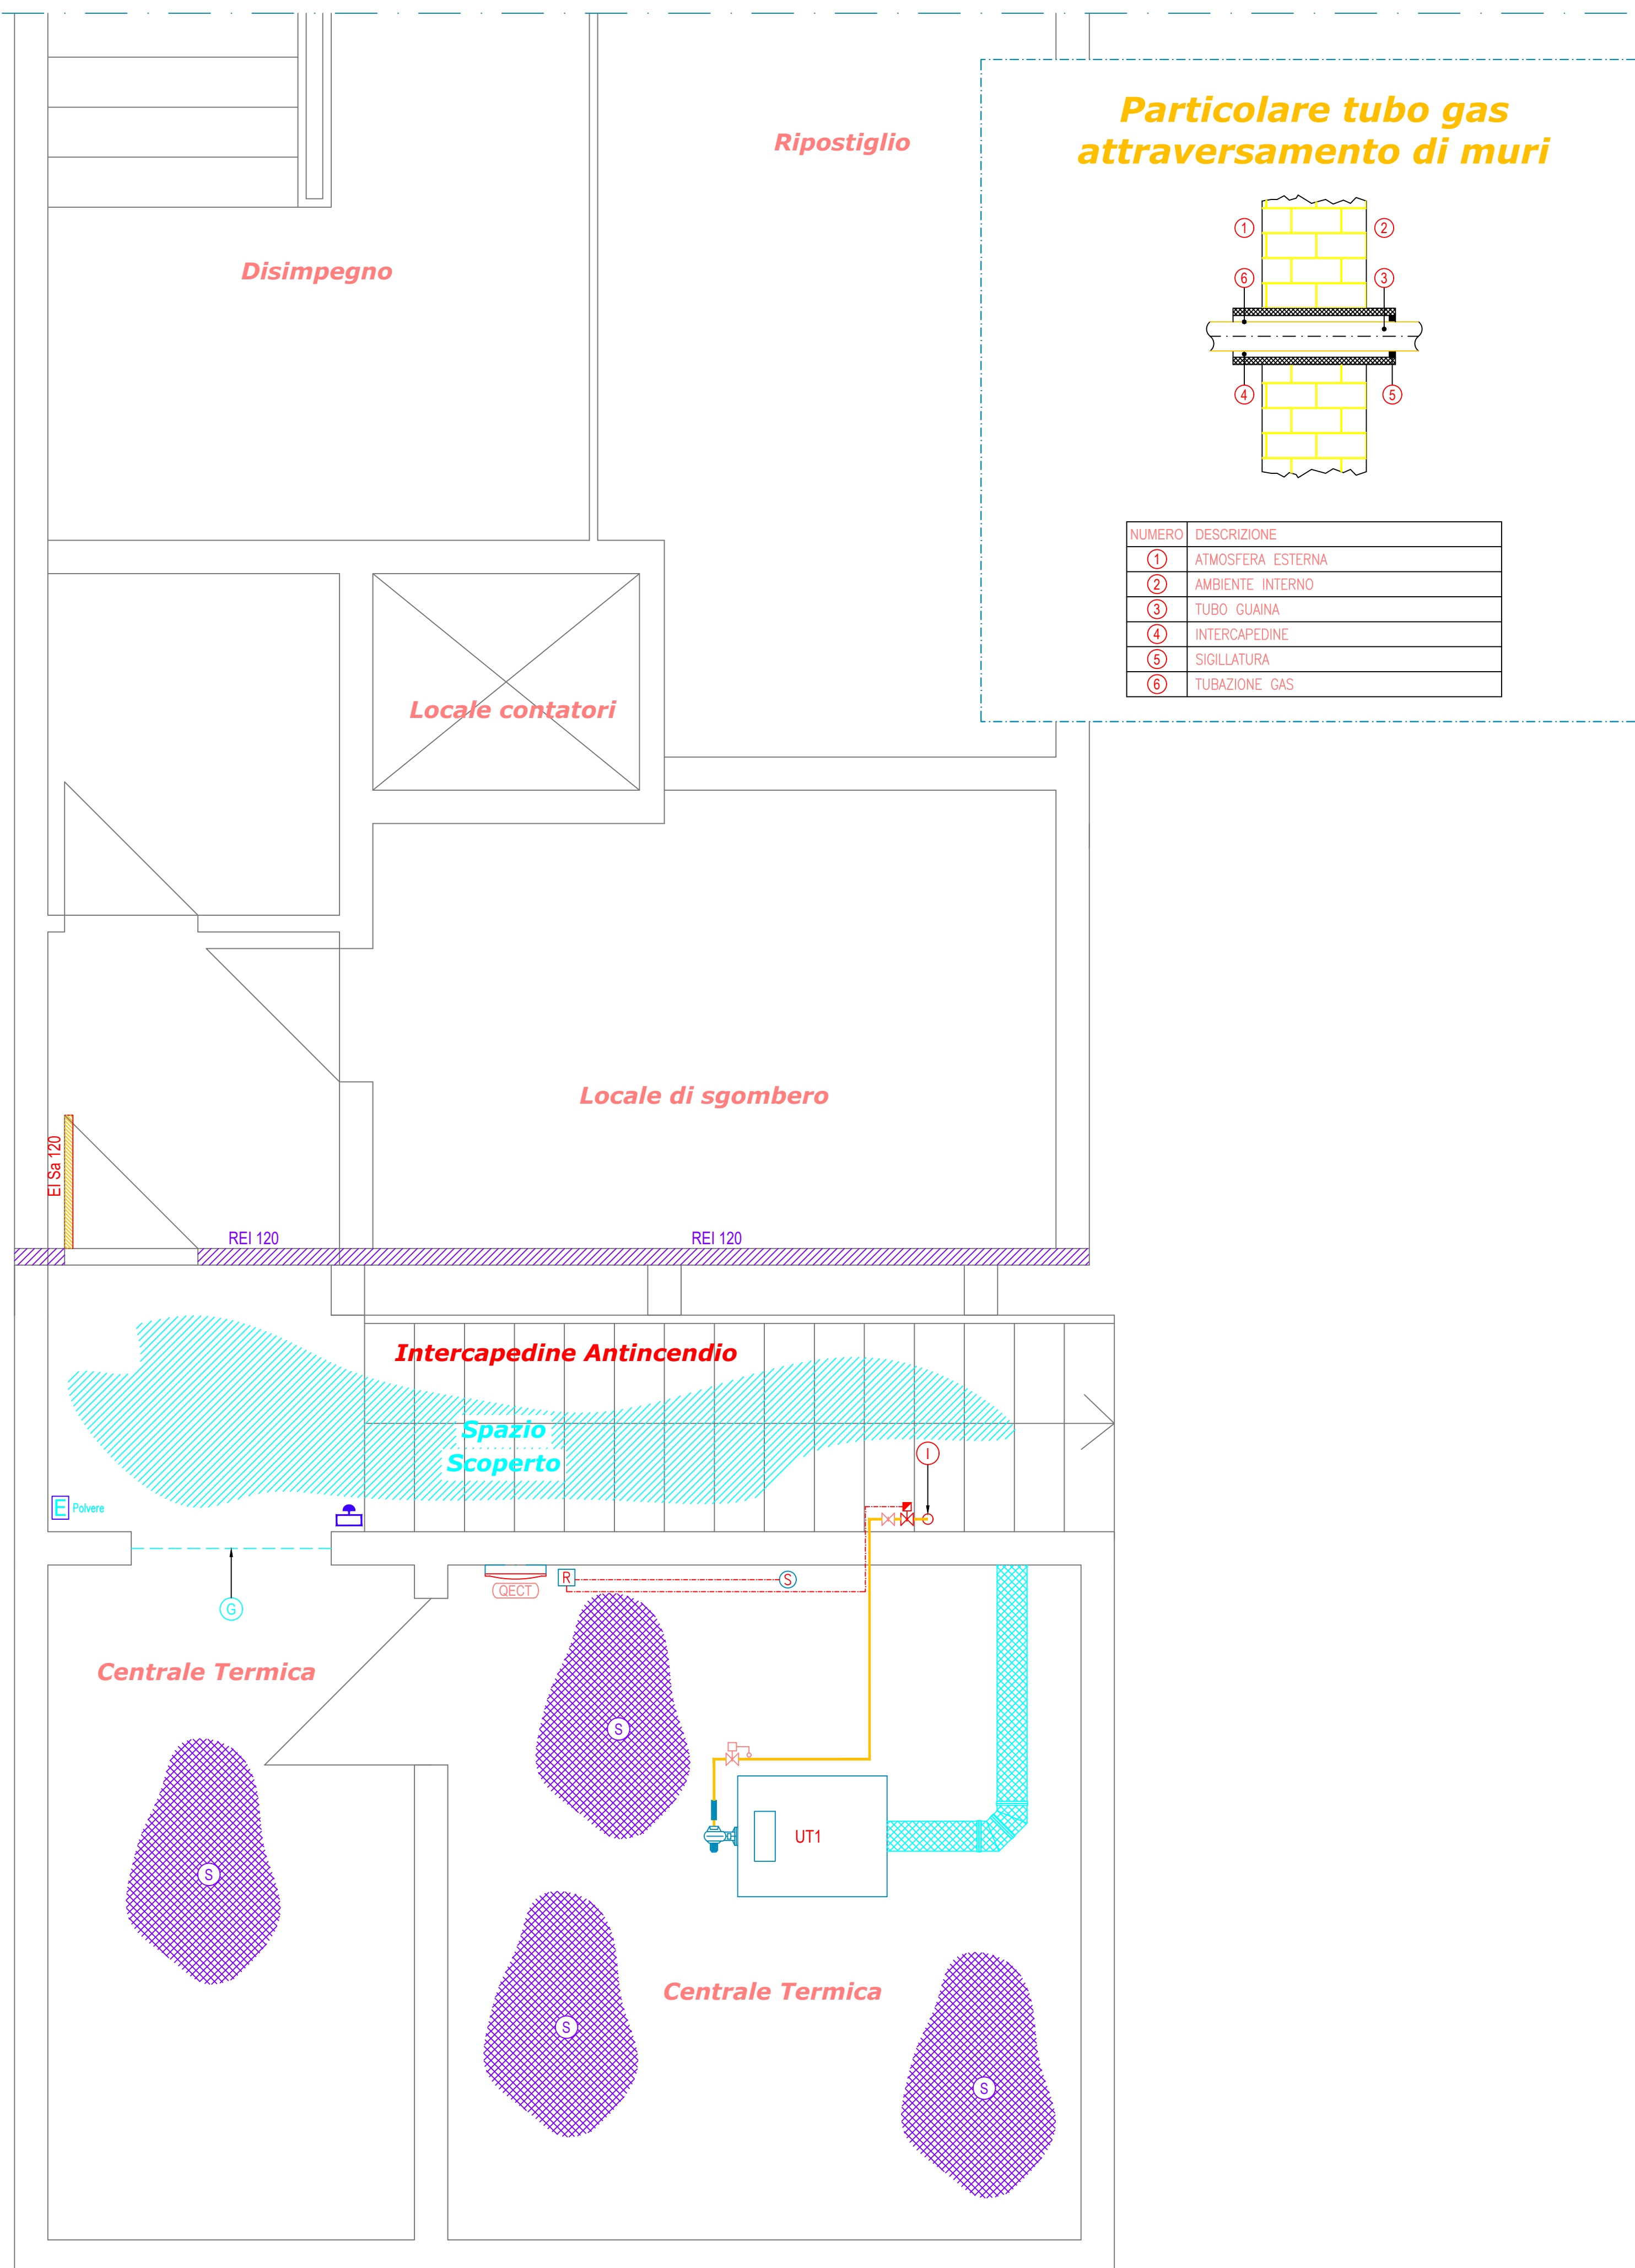 Particolare tubo gas
attraversamento di muri
Ripostiglio
1
2
Disimpegno
6
3
4
5
NUMERO DESCRIZIONE
1 ATMOSFERA ESTERNA
2 AMBIENTE INTERNO
3 TUBO GUAINA
4 INTERCAPEDINE
5 SIGILLATURA
6 TUBAZIONE GAS
Locale contatori
Locale di sgombero
EI Sa 120
REI 120
REI 120
Intercapedine Antincendio
Spazio
Scoperto
I
E Polvere
R
S
QECT
G
Centrale Termica
S
UT1
S
Centrale Termica
S
S